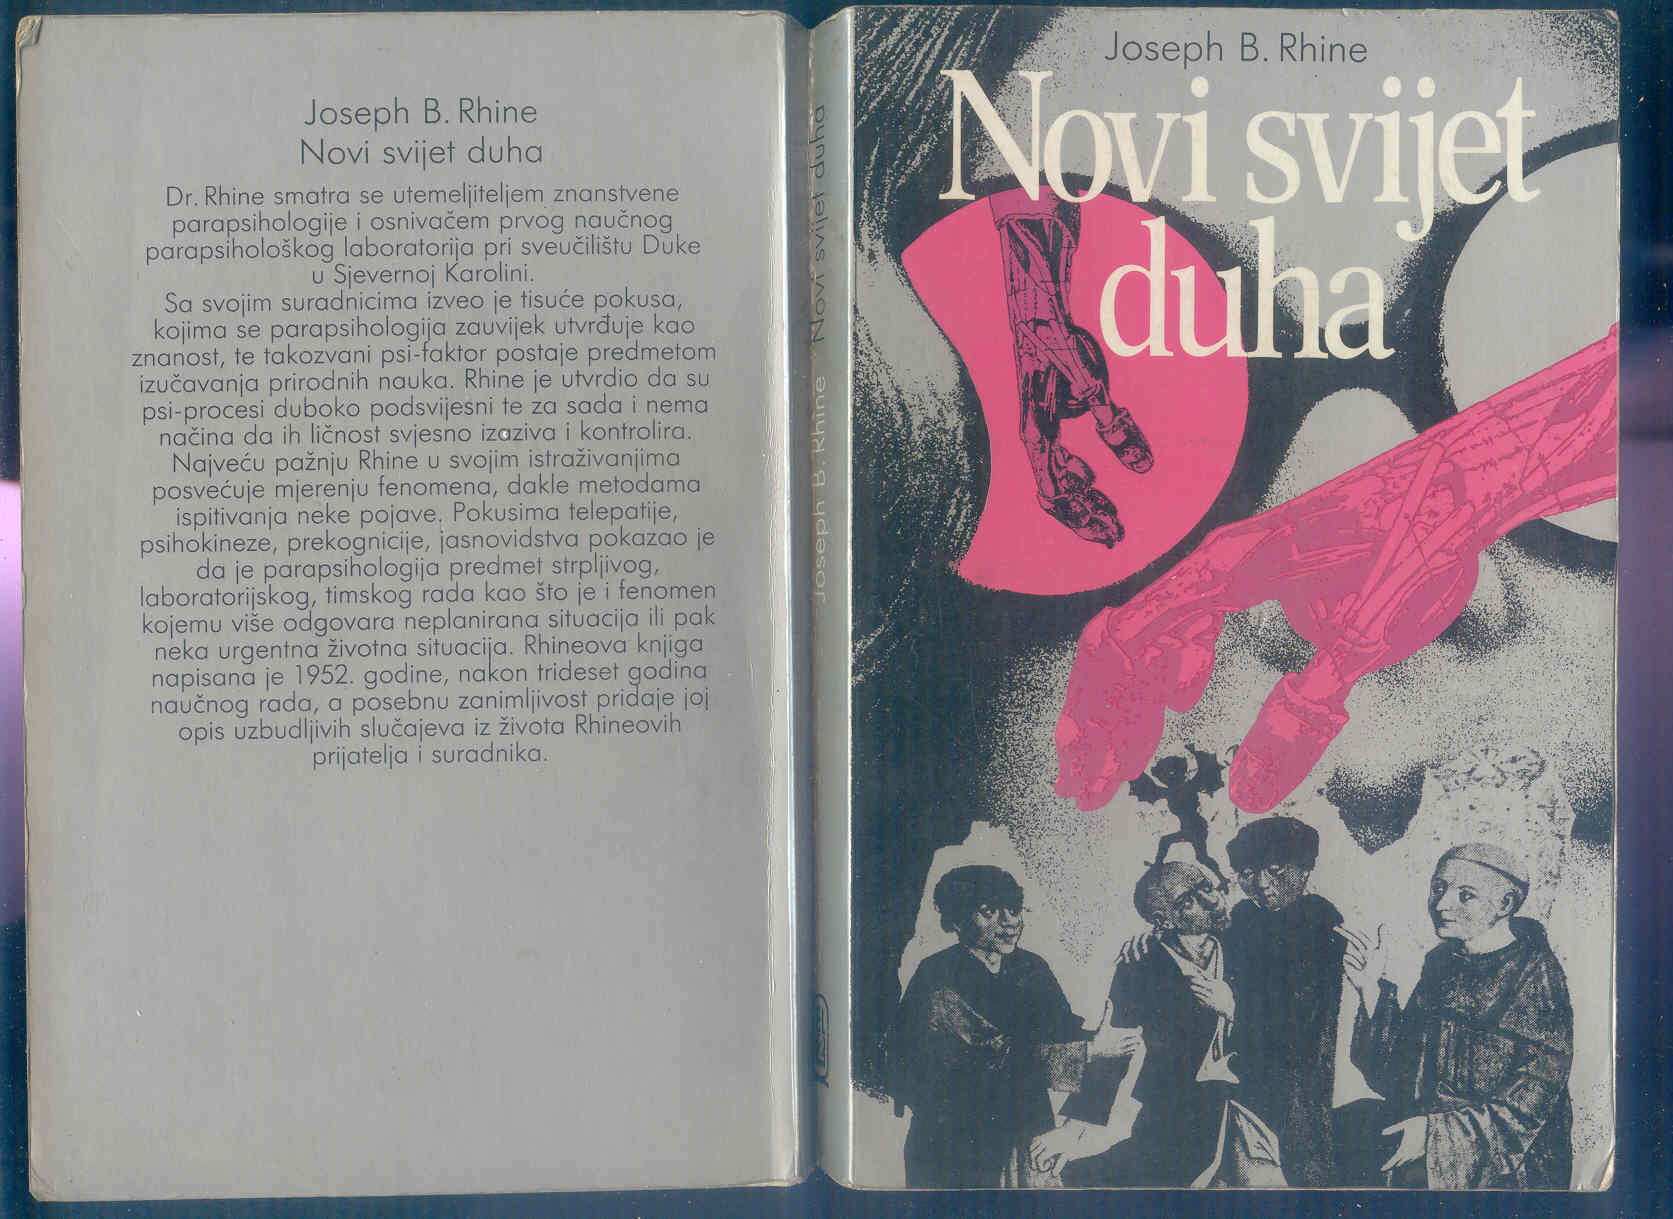 Joseph B. Rhine
Novi svijet duha
Dr. Rhine smatra se utemeljiteljem znanstvene
parapsihologije i osnivačem prvog naučnog
parapsihološkog laboratorija pri sveučilištu Duke
u Sjevernoj Karolini.
Sa svojim suradnicima izveo je tisuće pokusa,
kojima se parapsihologija zauvijek utvrđuje kao
znanost, te takozvani psi-faktor postaje predmetom
izučavanja prirodnih nauka. Rhine je utvrdio da su
psi-procesi duboko podsvijesni te za sada i nema
načina da ih ličnost svjesno izaziva i kontrolira.
Najveću pažnju Rhine u svojim istraživanjima
posvećuje mjerenju fenomena, dakle metodama
ispitivanja neke pojave. Pokusima telepatije,
psihokineze, prekognicije, jasnovidstva pokazao je
da je parapsihologija predmet strpljivog,
laboratorijskog, timskog rada kao što je i fenomen
kojemu više odgovara neplanirana situacija ili pak
neka urgentna životna situacija. Rhineova knjiga
napisana je 1952. godine, nakon trideset godina
naučnog rada, a posebnu zanimljivost pridaje joj
opis uzbudljivih slučajeva iz života Rhineovih
prijatelja i suradnika.
Joseph B. Rhine Novi svijet duha
Joseph B. Rhine
Novi svijet
duha